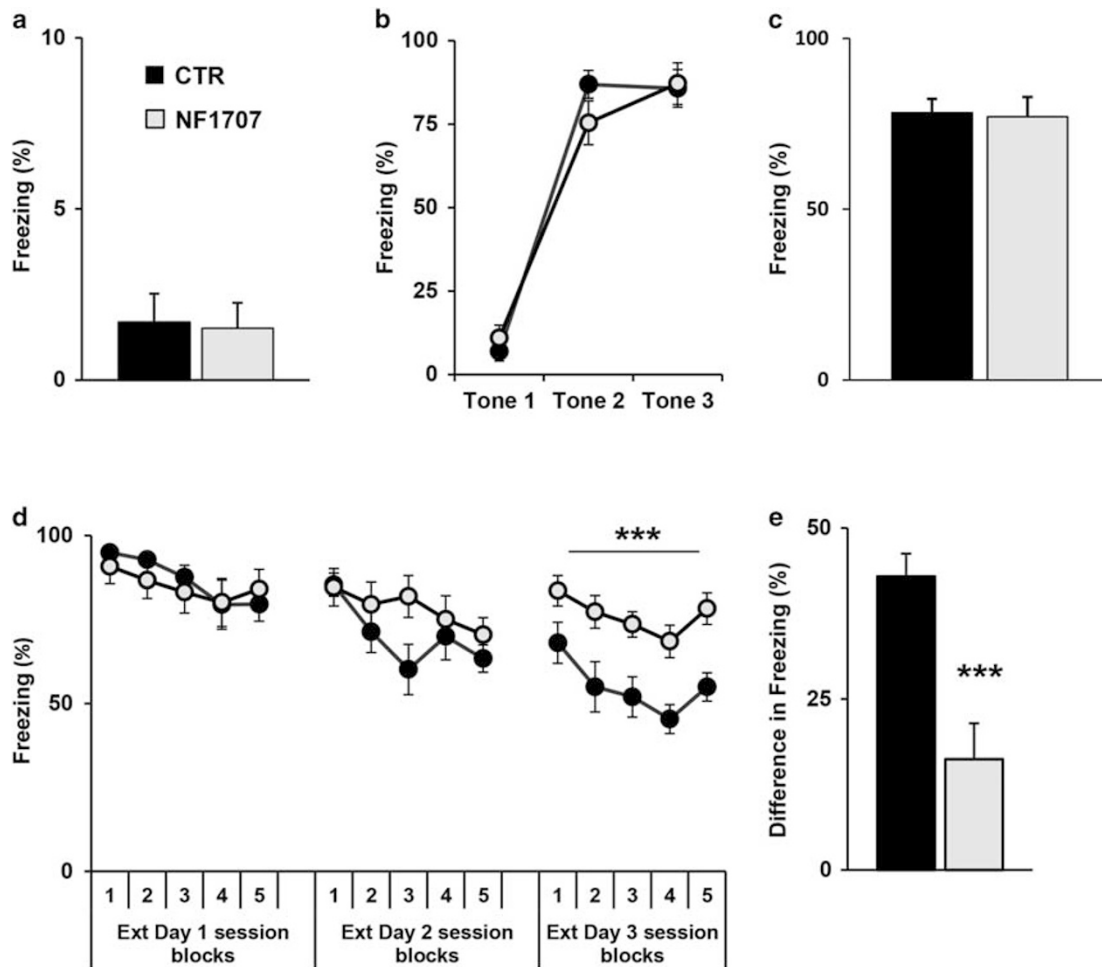 a
10
5
0
Freezing (%)
CTR
NF1707
b
100
75
50
25
0
Freezing (%)
Tone 1 Tone 2 Tone 3
c
100
50
0
Freezing (%)
d
100
50
0
Freezing (%)
***
1 2 3 4 5 1 2 3 4 5 1 2 3 4 5
Ext Day 1 session Ext Day 2 session Ext Day 3 session
blocks blocks blocks
e
50
25
0
Difference in Freezing (%)
***